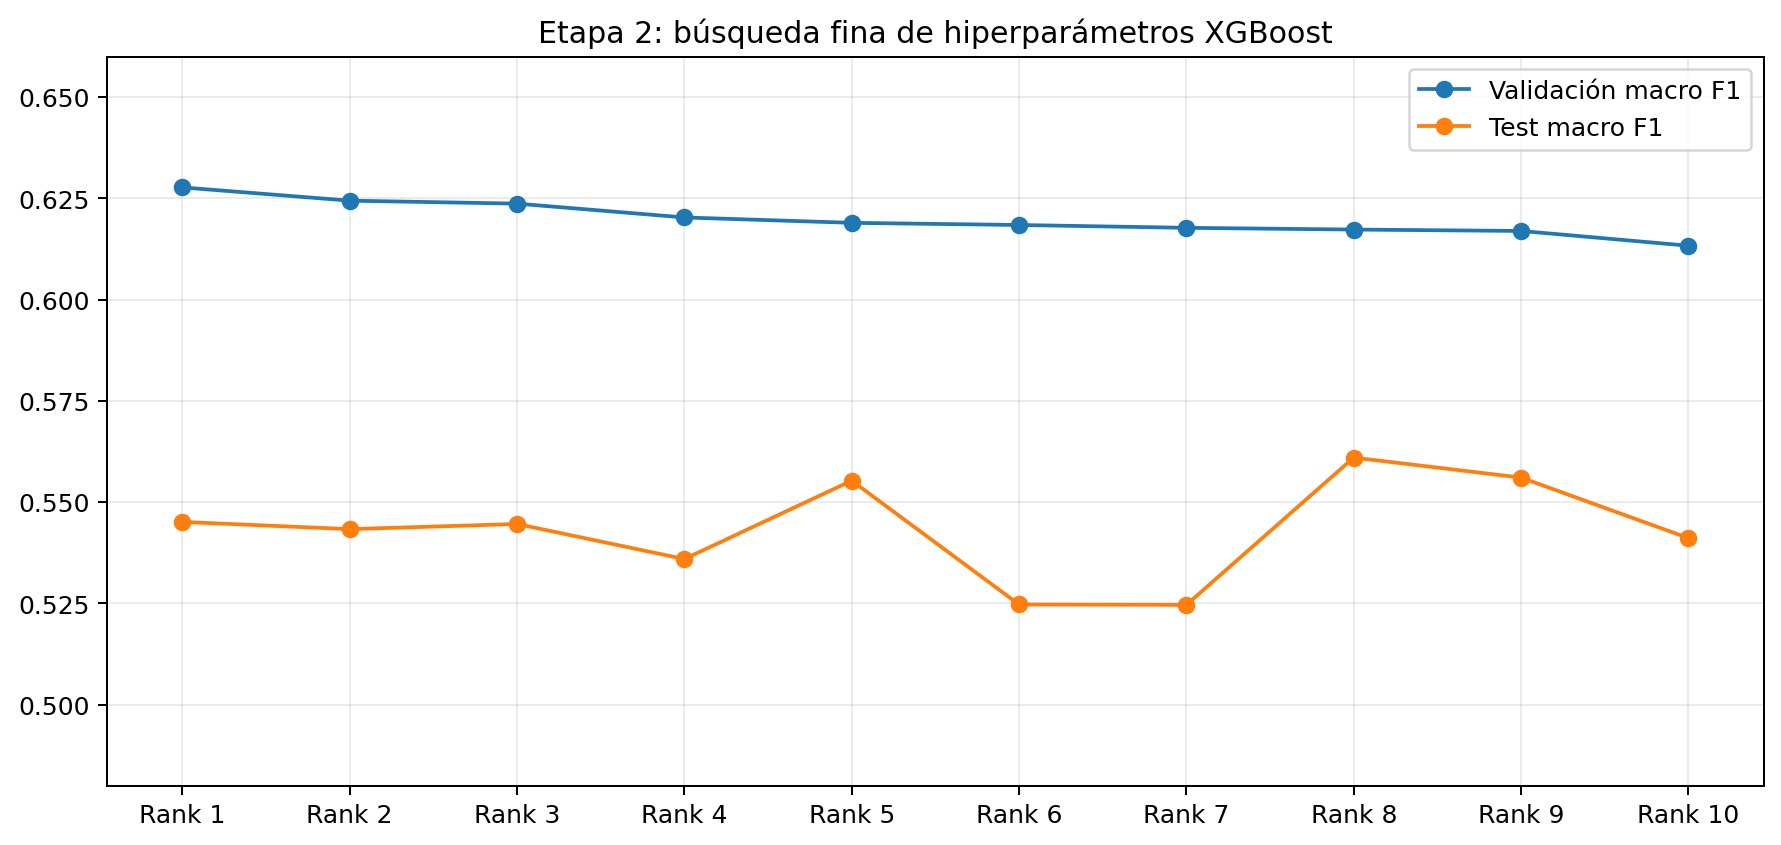 Etapa 2: búsqueda fina de hiperparámetros XGBoost
Validación macro F1
Test macro F1
0.650
0.625
0.600
0.575
0.550
0.525
0.500
Rank 1 Rank 2 Rank 3 Rank 4 Rank 5 Rank 6 Rank 7 Rank 8 Rank 9 Rank 10